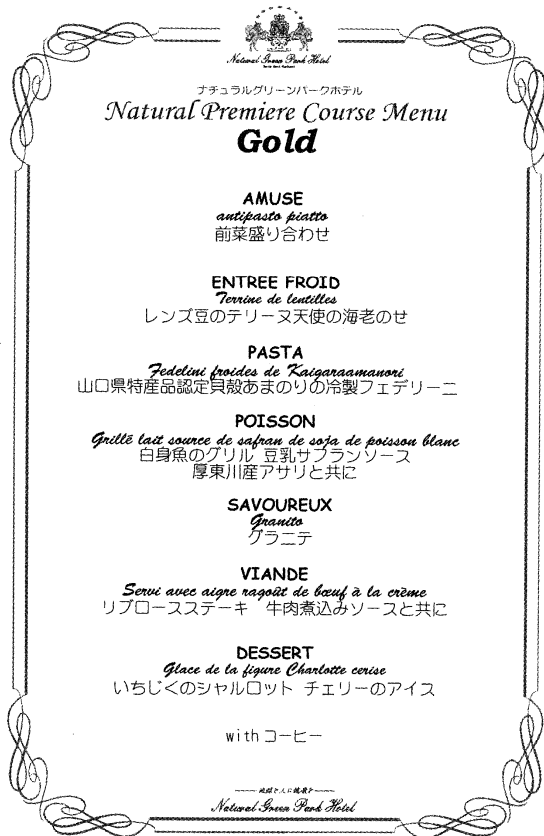 Natural Green Park Hotel
ナチュラルグリーンパークホテル
Natural Premiere Course Menu
Gold
AMUSE
antipasto piatto
前菜盛り合わせ
ENTREE FROID
Terrine de lentilles
レンズ豆のテリーヌ天使の海老のせ
PASTA
Fedelini froides de Kaigaraamanori
山口県特産品認定貝殻あまのりの冷製フェデリーニ
POISSON
Grillé lait source de safran de soja de poisson blanc
白身魚のグリル 豆乳サフランソース
厚東川産アサリと共に
SAVOUREUX
Granito
グラニテ
VIANDE
Servi avec aigre ragoût de bœuf à la crème
リブロースステーキ 牛肉煮込みソースと共に
DESSERT
Glace de la figure Charlotte cerise
いちじくのシャルロット チェリーのアイス
with コーヒー
Natural Green Park Hotel